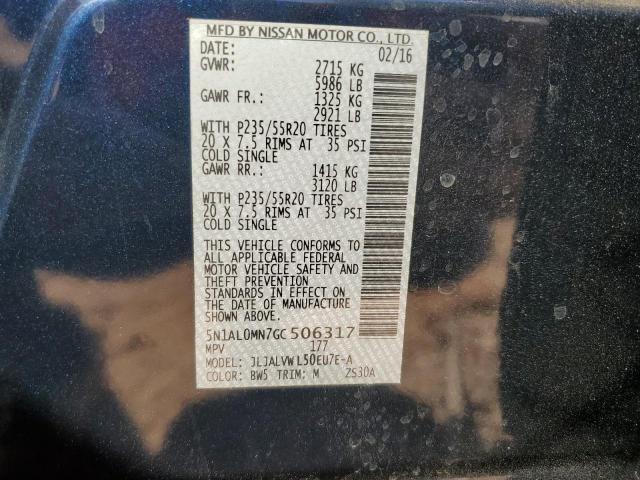 MFD BY NISSAN MOTOR CO., LTD.
DATE: 02/16
GVWR: 2715 KG
5986 LB
GAWR FR.: 1325 KG
2921 LB
WITH P235/55R20 TIRES
20 X 7.5 RIMS AT 35 PSI
COLD SINGLE
GAWR RR.: 1415 KG
3120 LB
WITH P235/55R20 TIRES
20 X 7.5 RIMS AT 35 PSI
COLD SINGLE
THIS VEHICLE CONFORMS TO
ALL APPLICABLE FEDERAL
MOTOR VEHICLE SAFETY AND
THEFT PREVENTION
STANDARDS IN EFFECT ON
THE DATE OF MANUFACTURE
SHOWN ABOVE.
5N1AL0MN7GC506317
MPV 177
MODEL: JLJALVWL50EU7E-A
COLOR: BW5 TRIM: M ZS30A